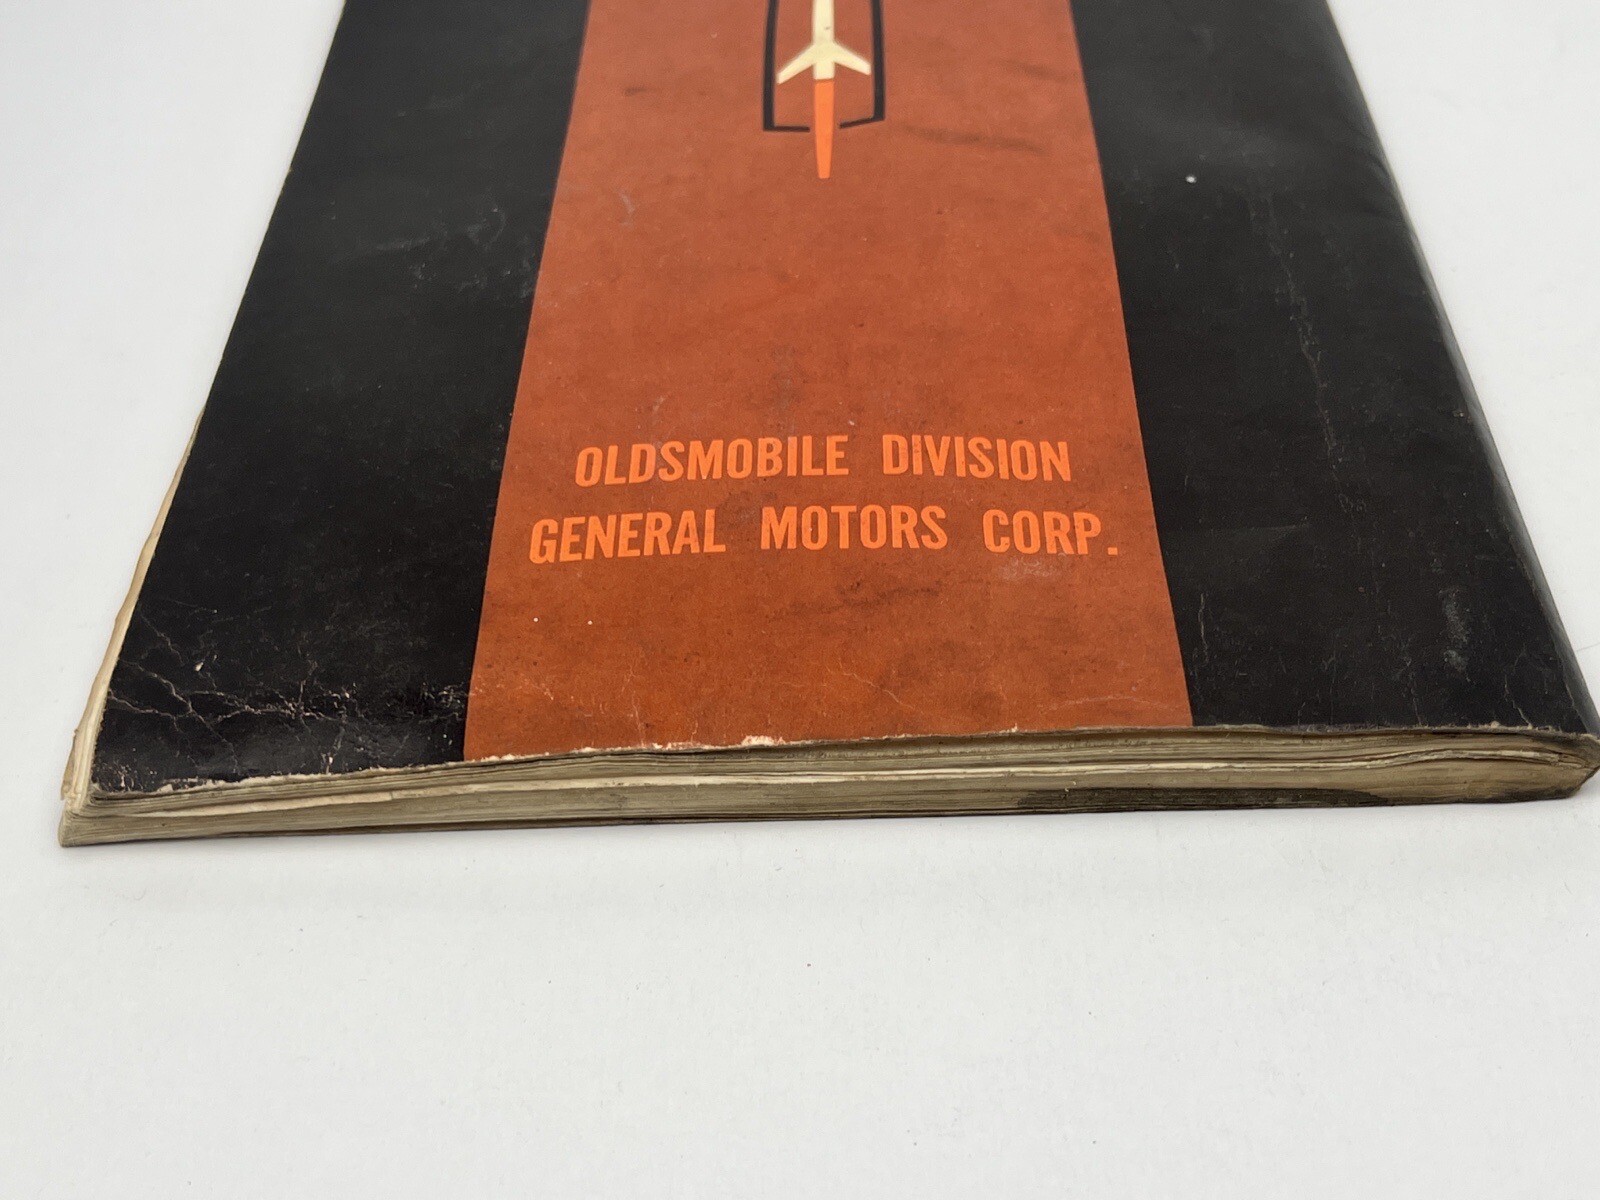 OLDSMOBILE DIVISION
GENERAL MOTORS CORP.